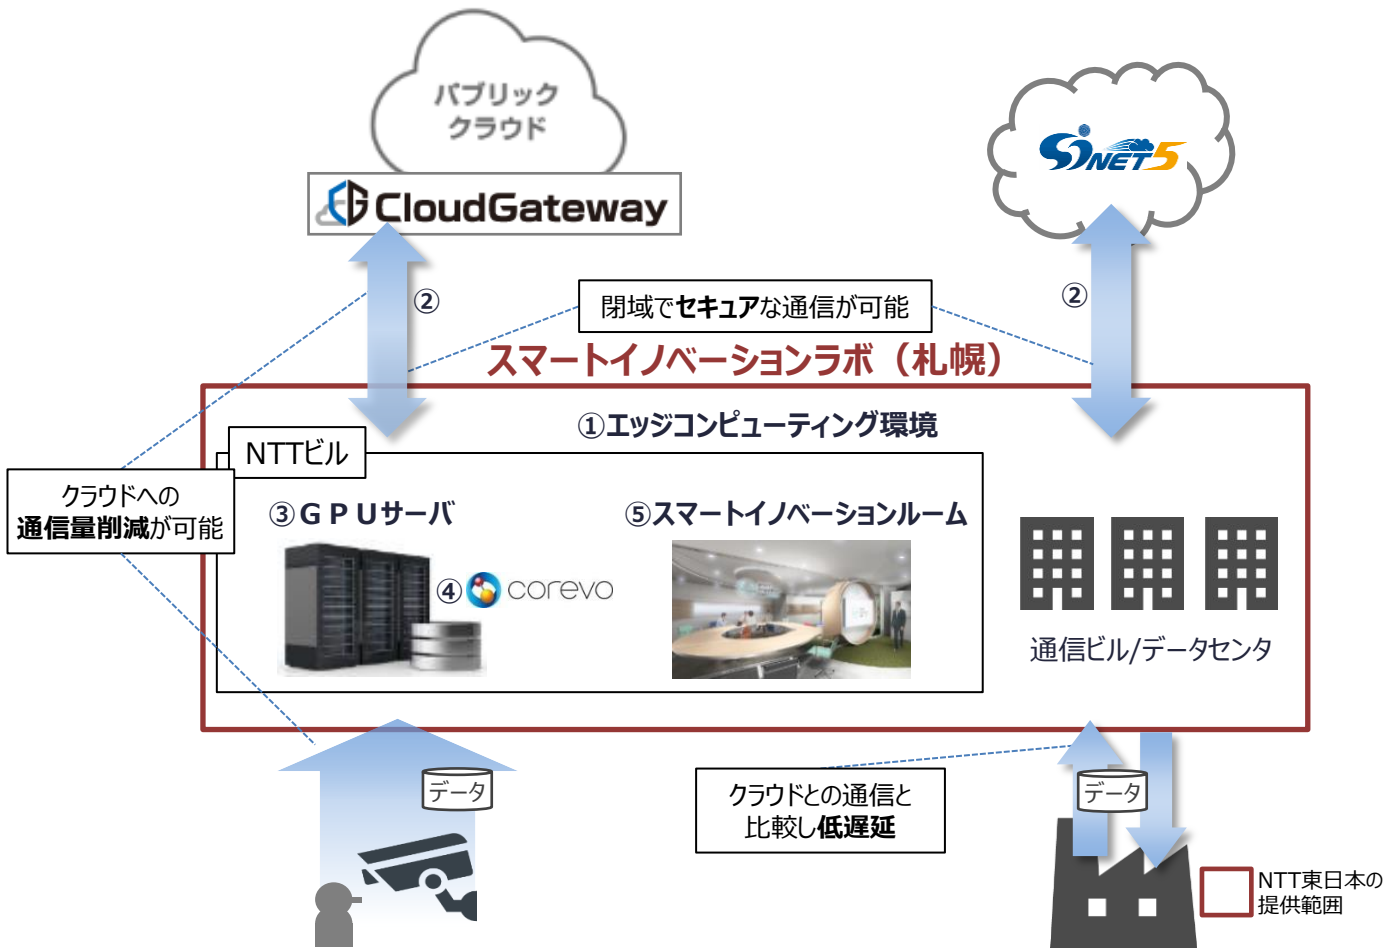 パブリック
クラウド
CloudGateway
SINET5
②
②
閉域でセキュアな通信が可能
スマートイノベーションラボ（札幌）
①エッジコンピューティング環境
NTTビル
クラウドへの
通信量削減が可能
③ＧＰＵサーバ
⑤スマートイノベーションルーム
④
corevo
通信ビル/データセンタ
データ
クラウドとの通信と
比較し低遅延
データ
NTT東日本の
提供範囲